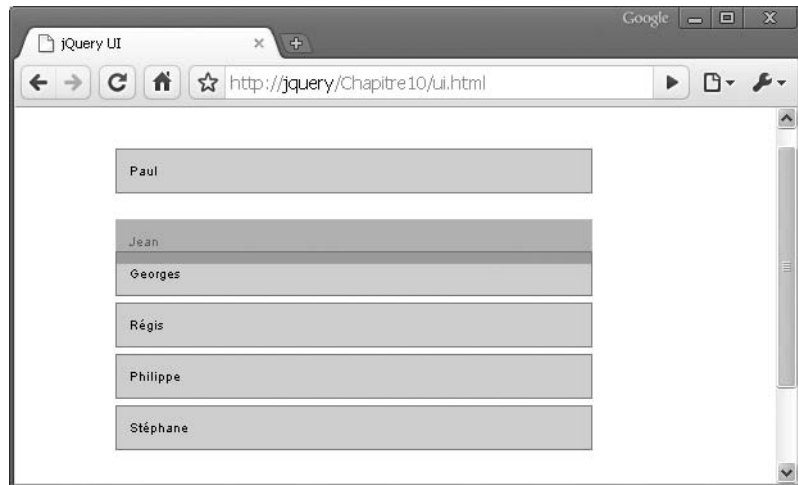 Google
jQuery UI
http://jquery/Chapitre10/ui.html
Paul
Jean
Georges
Régis
Philippe
Stéphane